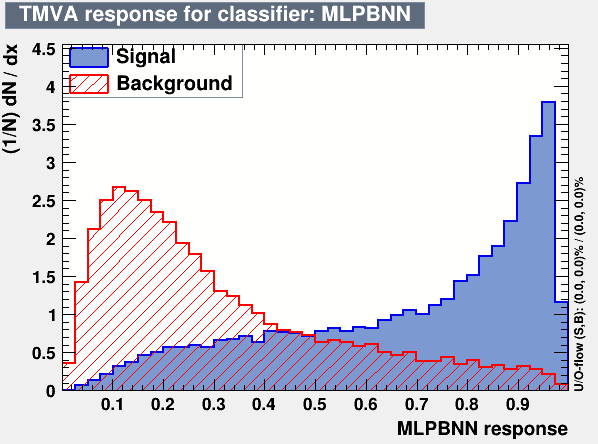 TMVA response for classifier: MLPBNN
(1/N) dN / dx
Signal
Background
4.5
4
3.5
3
2.5
2
1.5
1
0.5
0
0.1 0.2 0.3 0.4 0.5 0.6 0.7 0.8 0.9
MLPBNN response
U/O-flow (S,B): (0.0, 0.0)% / (0.0, 0.0)%